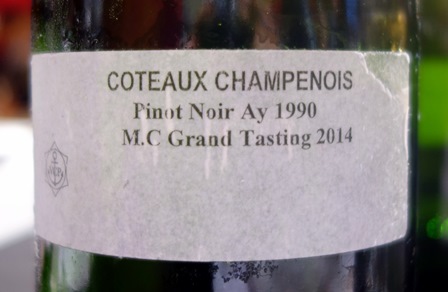 COTEAUX CHAMPENOIS
Pinot Noir Ay 1990
M.C Grand Tasting 2014